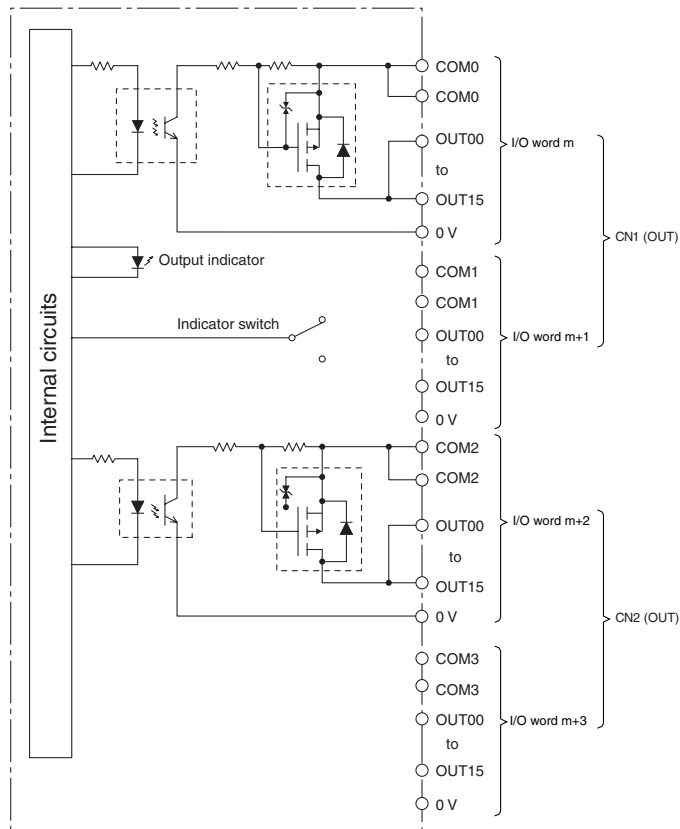 COM0
COM0
OUT00
I/O word m
to
OUT15
0 V
CN1 (OUT)
Output indicator
COM1
COM1
Indicator switch
OUT00
I/O word m+1
to
OUT15
0 V
Internal circuits
COM2
COM2
OUT00
I/O word m+2
to
OUT15
0 V
CN2 (OUT)
COM3
COM3
OUT00
I/O word m+3
to
OUT15
0 V